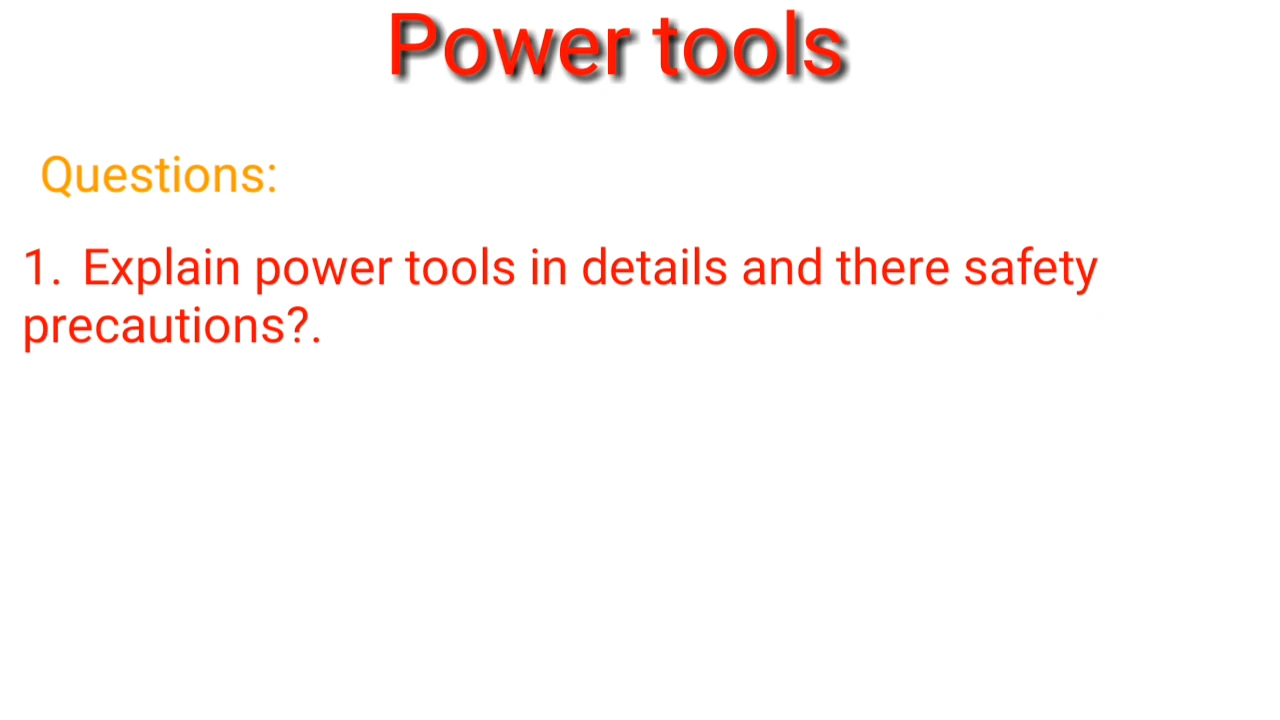 Power tools
Questions:
1. Explain power tools in details and there safety
precautions?.